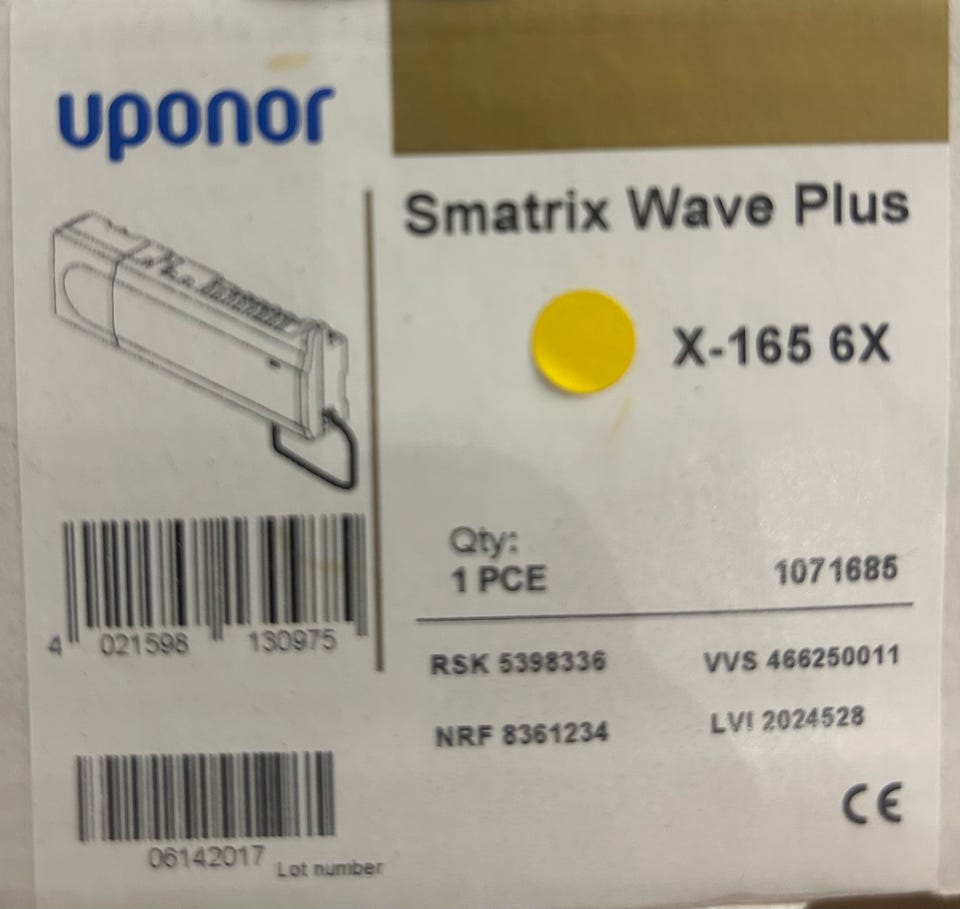 uponor
Smatrix Wave Plus
X-165 6X
Qty:
1 PCE
1071685
4 021598 130975
RSK 5398336
VVS 466250011
NRF 8361234
LVI 2024528
CE
06142017
Lot number